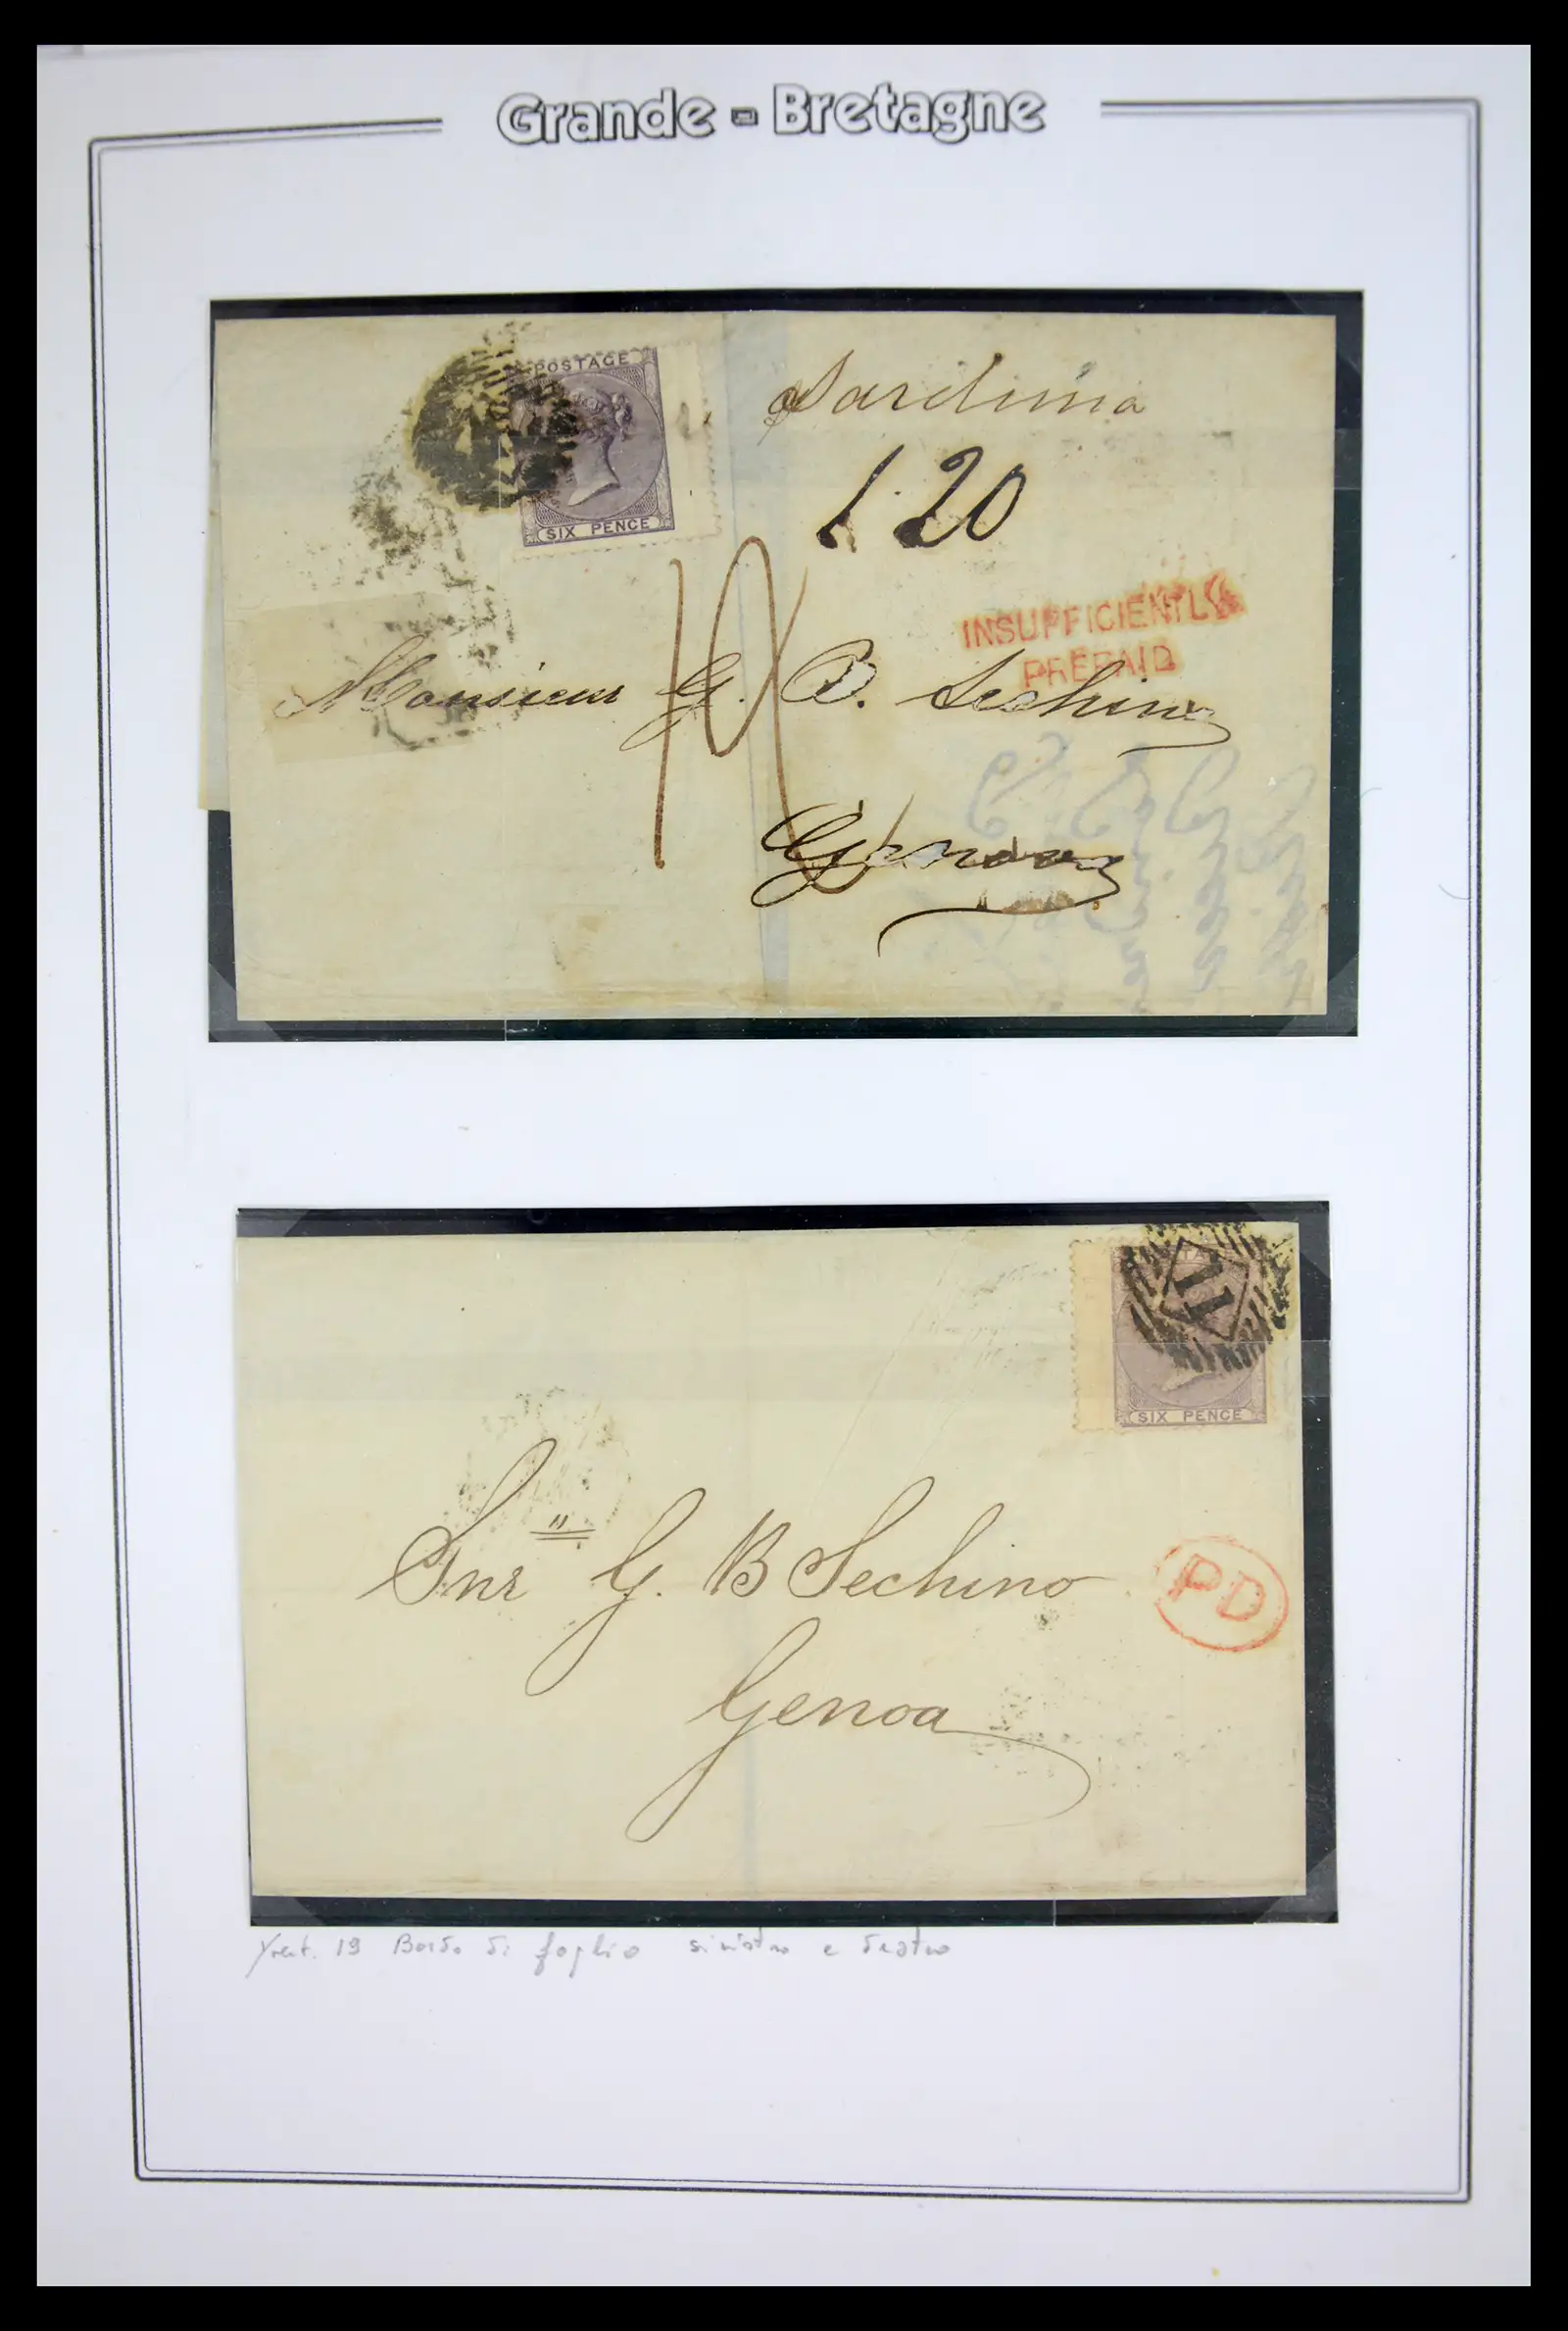 Grande - Bretagne
POSTAGE
SIX PENCE
Sardinia
1.20
INSUFFICIENTLY
PREPAID
Monsieur G. B. Sechino
Genoa
11
SIX PENCE
Snr G. B Sechino
PD
Genoa
Yvert. 19 Bordo di foglio sinistro e destro